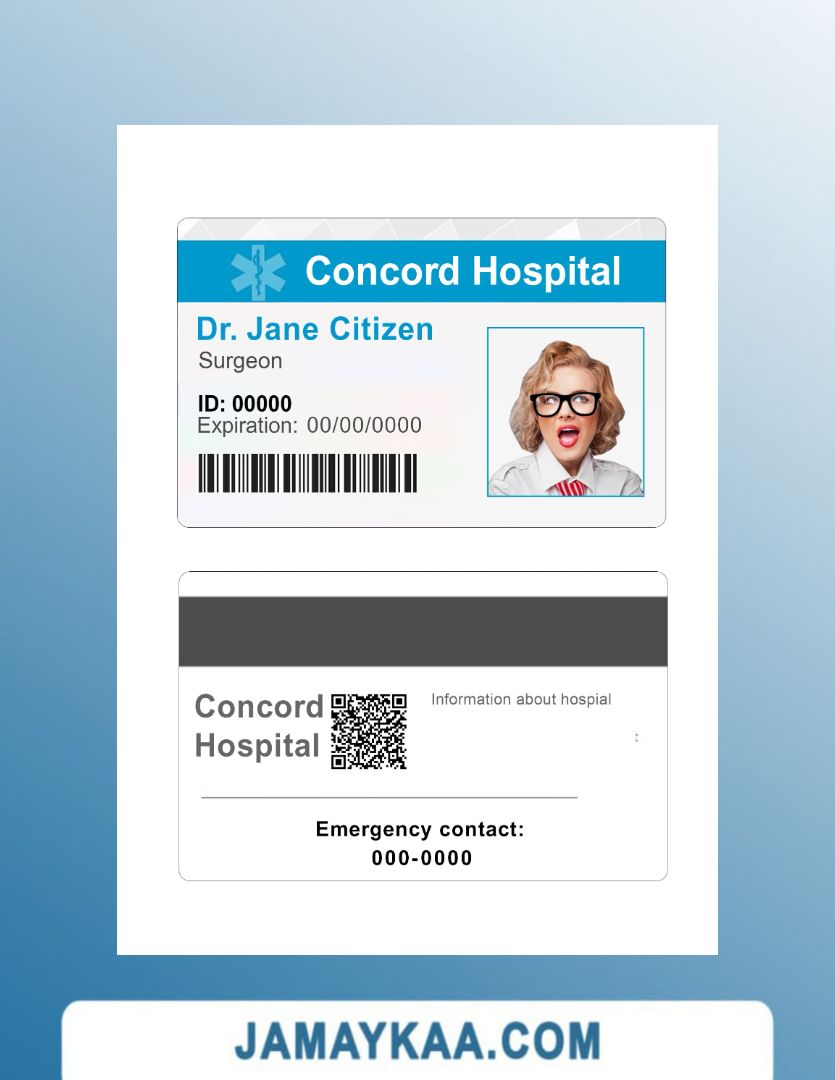 Concord Hospital
Dr. Jane Citizen
Surgeon
ID: 00000
Expiration: 00/00/0000
Concord
Hospital
Information about hospial
:
Emergency contact:
000-0000
JAMAYKAA.COM